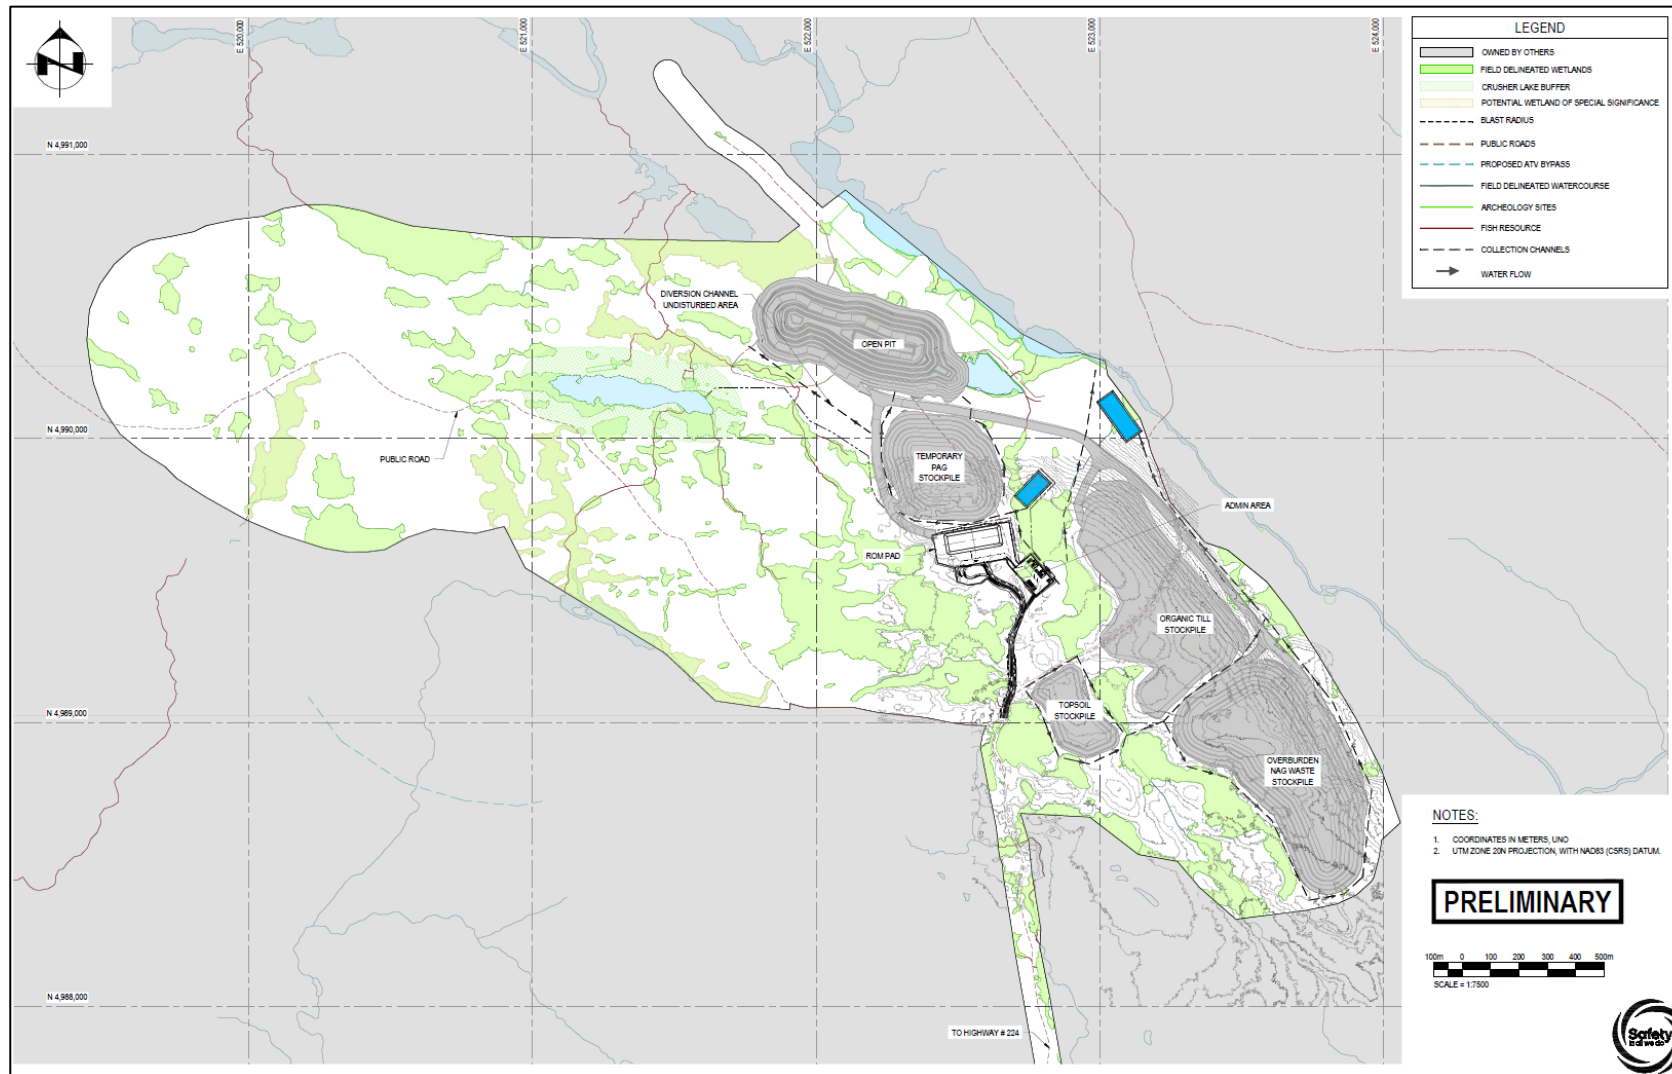 E 520,000
E 521,000
E 522,000
E 523,000
E 524,000
LEGEND
OWNED BY OTHERS
FIELD DELINEATED WETLANDS
CRUSHER LAKE BUFFER
POTENTIAL WETLAND OF SPECIAL SIGNIFICANCE
BLAST RADIUS
PUBLIC ROADS
PROPOSED ATV BYPASS
FIELD DELINEATED WATERCOURSE
ARCHEOLOGY SITES
FISH RESOURCE
COLLECTION CHANNELS
WATER FLOW
N 4,991,000
DIVERSION CHANNEL
UNDISTURBED AREA
OPEN PIT
N 4,990,000
PUBLIC ROAD
TEMPORARY
PAG
STOCKPILE
ADMIN AREA
ROM PAD
ORGANIC TILL
STOCKPILE
N 4,989,000
TOPSOIL
STOCKPILE
OVERBURDEN
NAG WASTE
STOCKPILE
NOTES:
1. COORDINATES IN METERS, UNO
2. UTM ZONE 20N PROJECTION, WITH NAD83 (CSRS) DATUM.
PRELIMINARY
100m 0 100 200 300 400 500m
SCALE = 1:7500
N 4,988,000
TO HIGHWAY # 224
Safety
in all we do